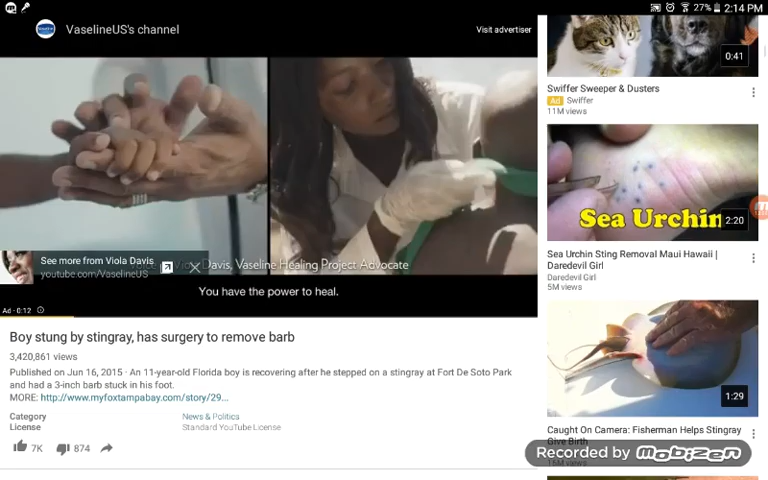 27% 2:14 PM
VaselineUS's channel
Visit advertiser
See more from Viola Davis
youtube.com/VaselineUS
Davis, Vaseline Healing Project Advocate
You have the power to heal.
Ad · 0:12
Boy stung by stingray, has surgery to remove barb
3,420,861 views
Published on Jun 16, 2015 · An 11-year-old Florida boy is recovering after he stepped on a stingray at Fort De Soto Park
and had a 3-inch barb stuck in his foot.
MORE: http://www.myfoxtampabay.com/story/29...
Category News & Politics
License Standard YouTube License
7K 874
0:41
Swiffer Sweeper & Dusters
Ad Swiffer
11M views
Sea Urchin
2:20
Sea Urchin Sting Removal Maui Hawaii |
Daredevil Girl
Daredevil Girl
5M views
1:29
Caught On Camera: Fisherman Helps Stingray
Give Birth
Recorded by MOBIZEN